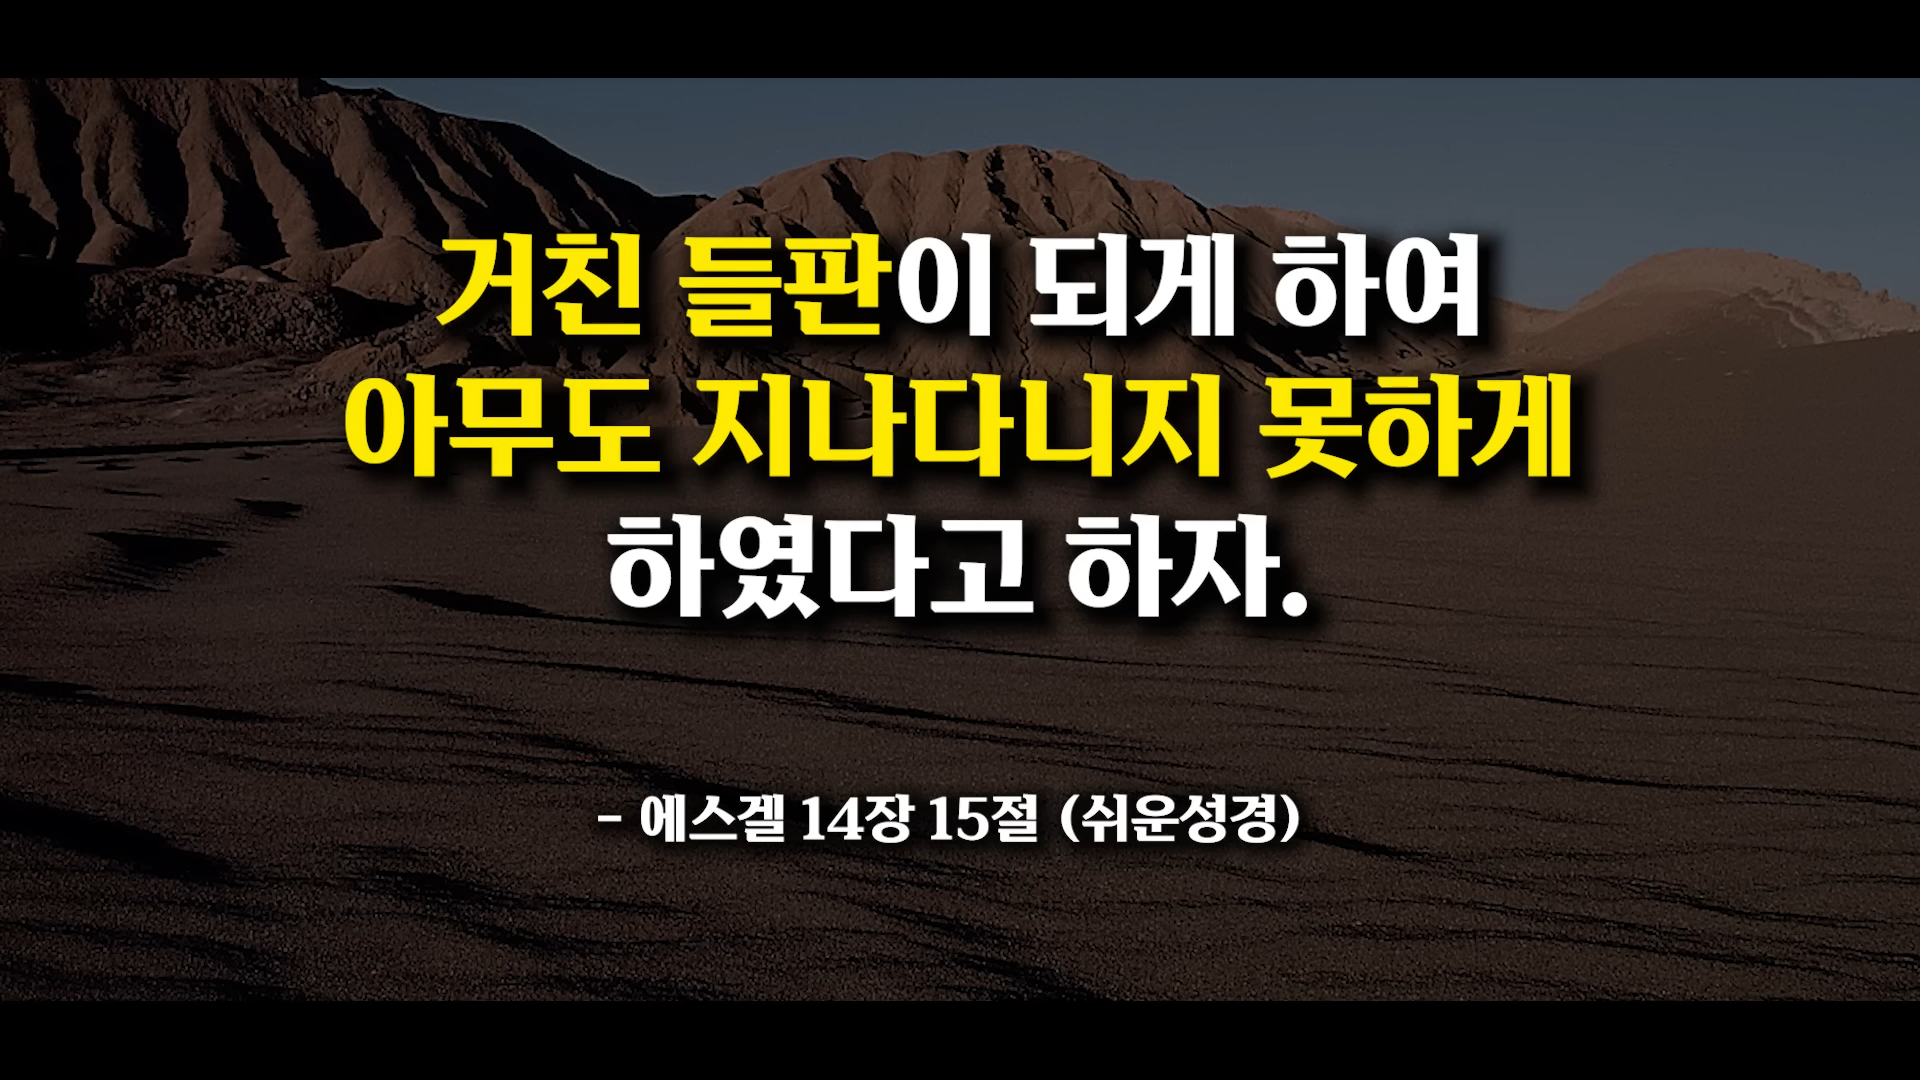 거친 들판이 되게 하여
아무도 지나다니지 못하게
하였다고 하자.
- 에스겔 14장 15절 (쉬운성경)